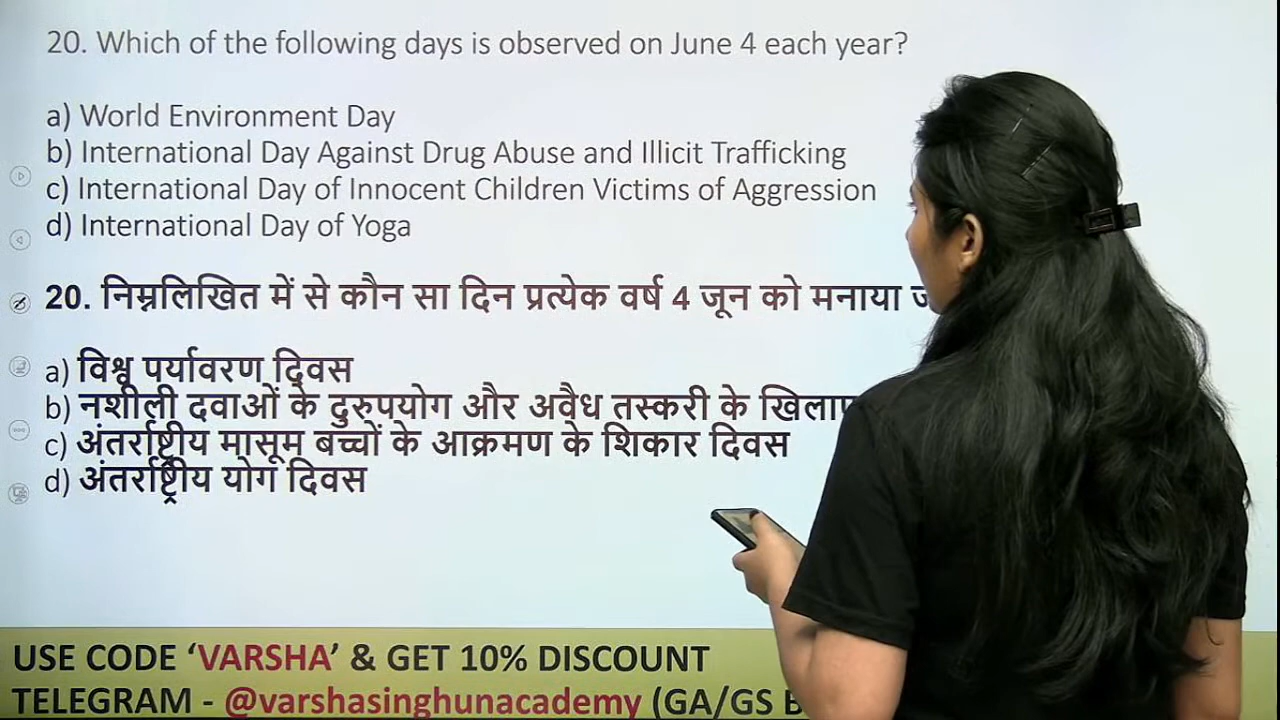 20. Which of the following days is observed on June 4 each year?
a) World Environment Day
b) International Day Against Drug Abuse and Illicit Trafficking
c) International Day of Innocent Children Victims of Aggression
d) International Day of Yoga
20. निम्नलिखित में से कौन सा दिन प्रत्येक वर्ष 4 जून को मनाया
a) विश्व पर्यावरण दिवस
b) नशीली दवाओं के दुरुपयोग और अवैध तस्करी के
c) अंतर्राष्ट्रीय मासूम बच्चों के आक्रमण के शिकार दिवस
d) अंतर्राष्ट्रीय योग दिवस
USE CODE ‘VARSHA’ & GET 10% DISCOUNT
TELEGRAM - @varshasinghunacademy (GA/GS